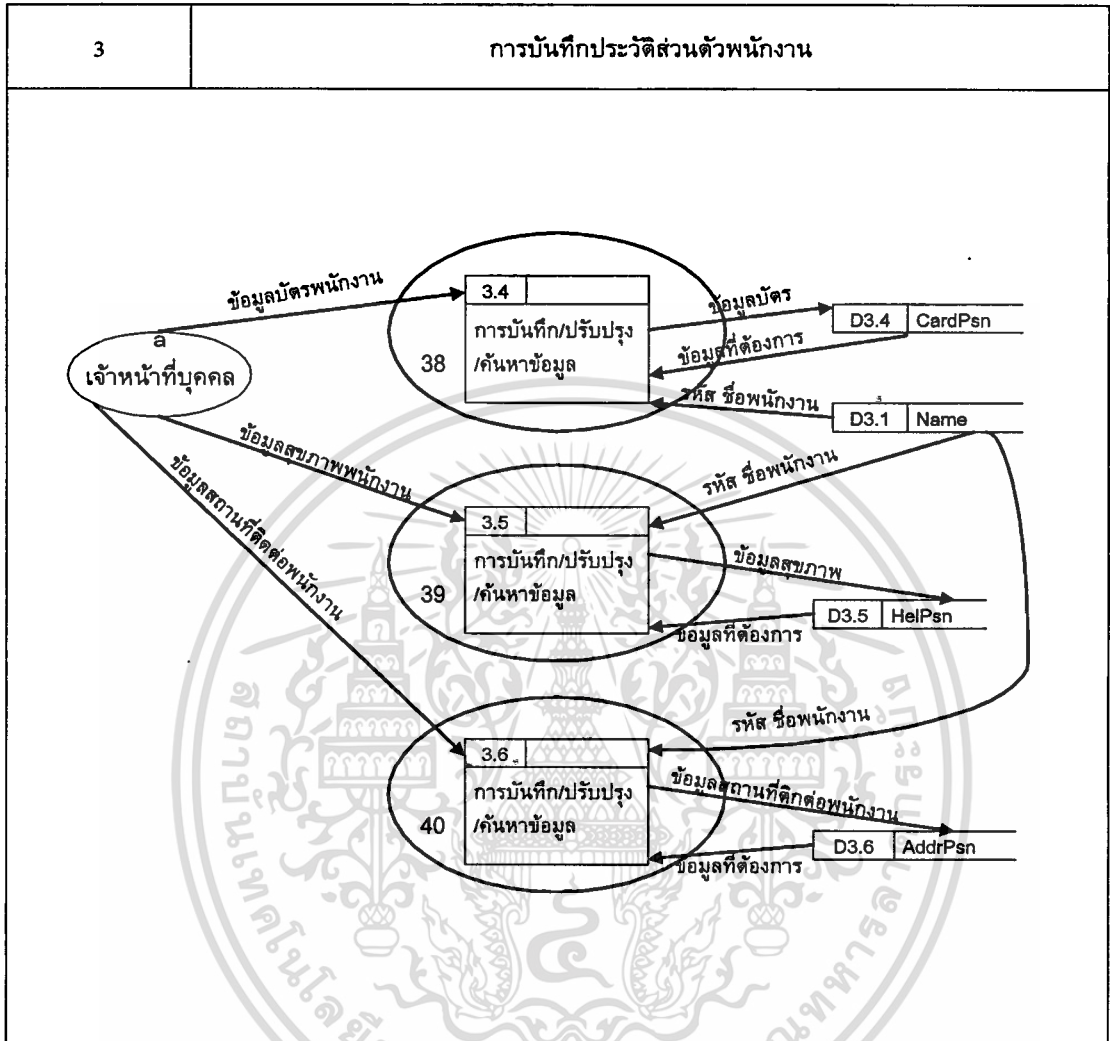 3
การบันทึกประวัติส่วนตัวพนักงาน
ข้อมูลบัตรพนักงาน
3.4
การบันทึก/ปรับปรุง
/ค้นหาข้อมูล
38
ข้อมูลบัตร
D3.4 CardPsn
ข้อมูลที่ต้องการ
รหัส ชื่อพนักงาน
D3.1 Name
a
เจ้าหน้าที่บุคคล
ข้อมูลสุขภาพพนักงาน
รหัส ชื่อพนักงาน
3.5
การบันทึก/ปรับปรุง
/ค้นหาข้อมูล
39
ข้อมูลสุขภาพ
D3.5 HelPsn
ข้อมูลที่ต้องการ
ข้อมูลสถานที่ติดต่อพนักงาน
รหัส ชื่อพนักงาน
3.6
การบันทึก/ปรับปรุง
/ค้นหาข้อมูล
40
ข้อมูลสถานที่ติกต่อพนักงาน
D3.6 AddrPsn
ข้อมูลที่ต้องการ